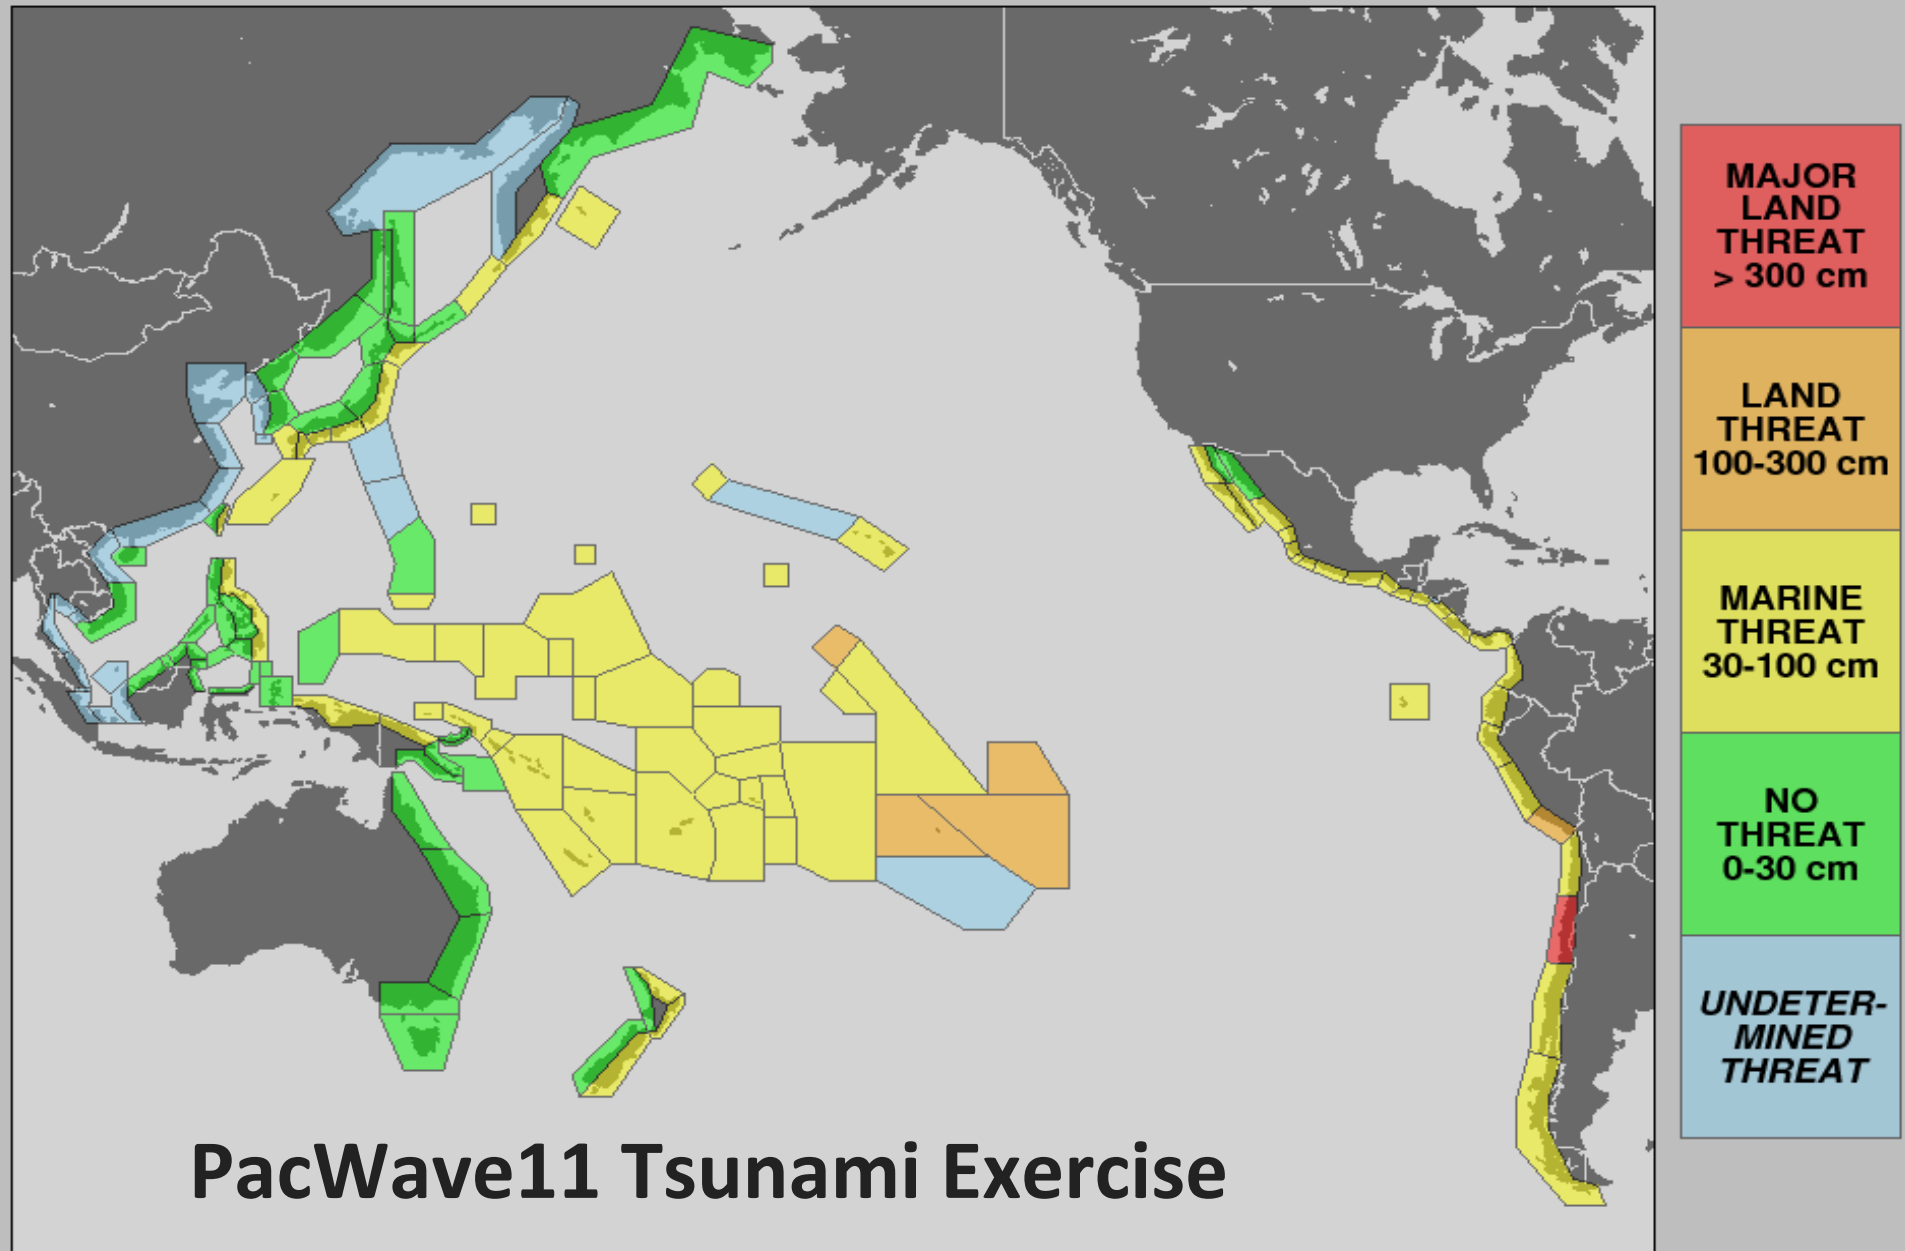 MAJOR
LAND
THREAT
> 300 cm
LAND
THREAT
100-300 cm
MARINE
THREAT
30-100 cm
NO
THREAT
0-30 cm
UNDETER-
MINED
THREAT
PacWave11 Tsunami Exercise